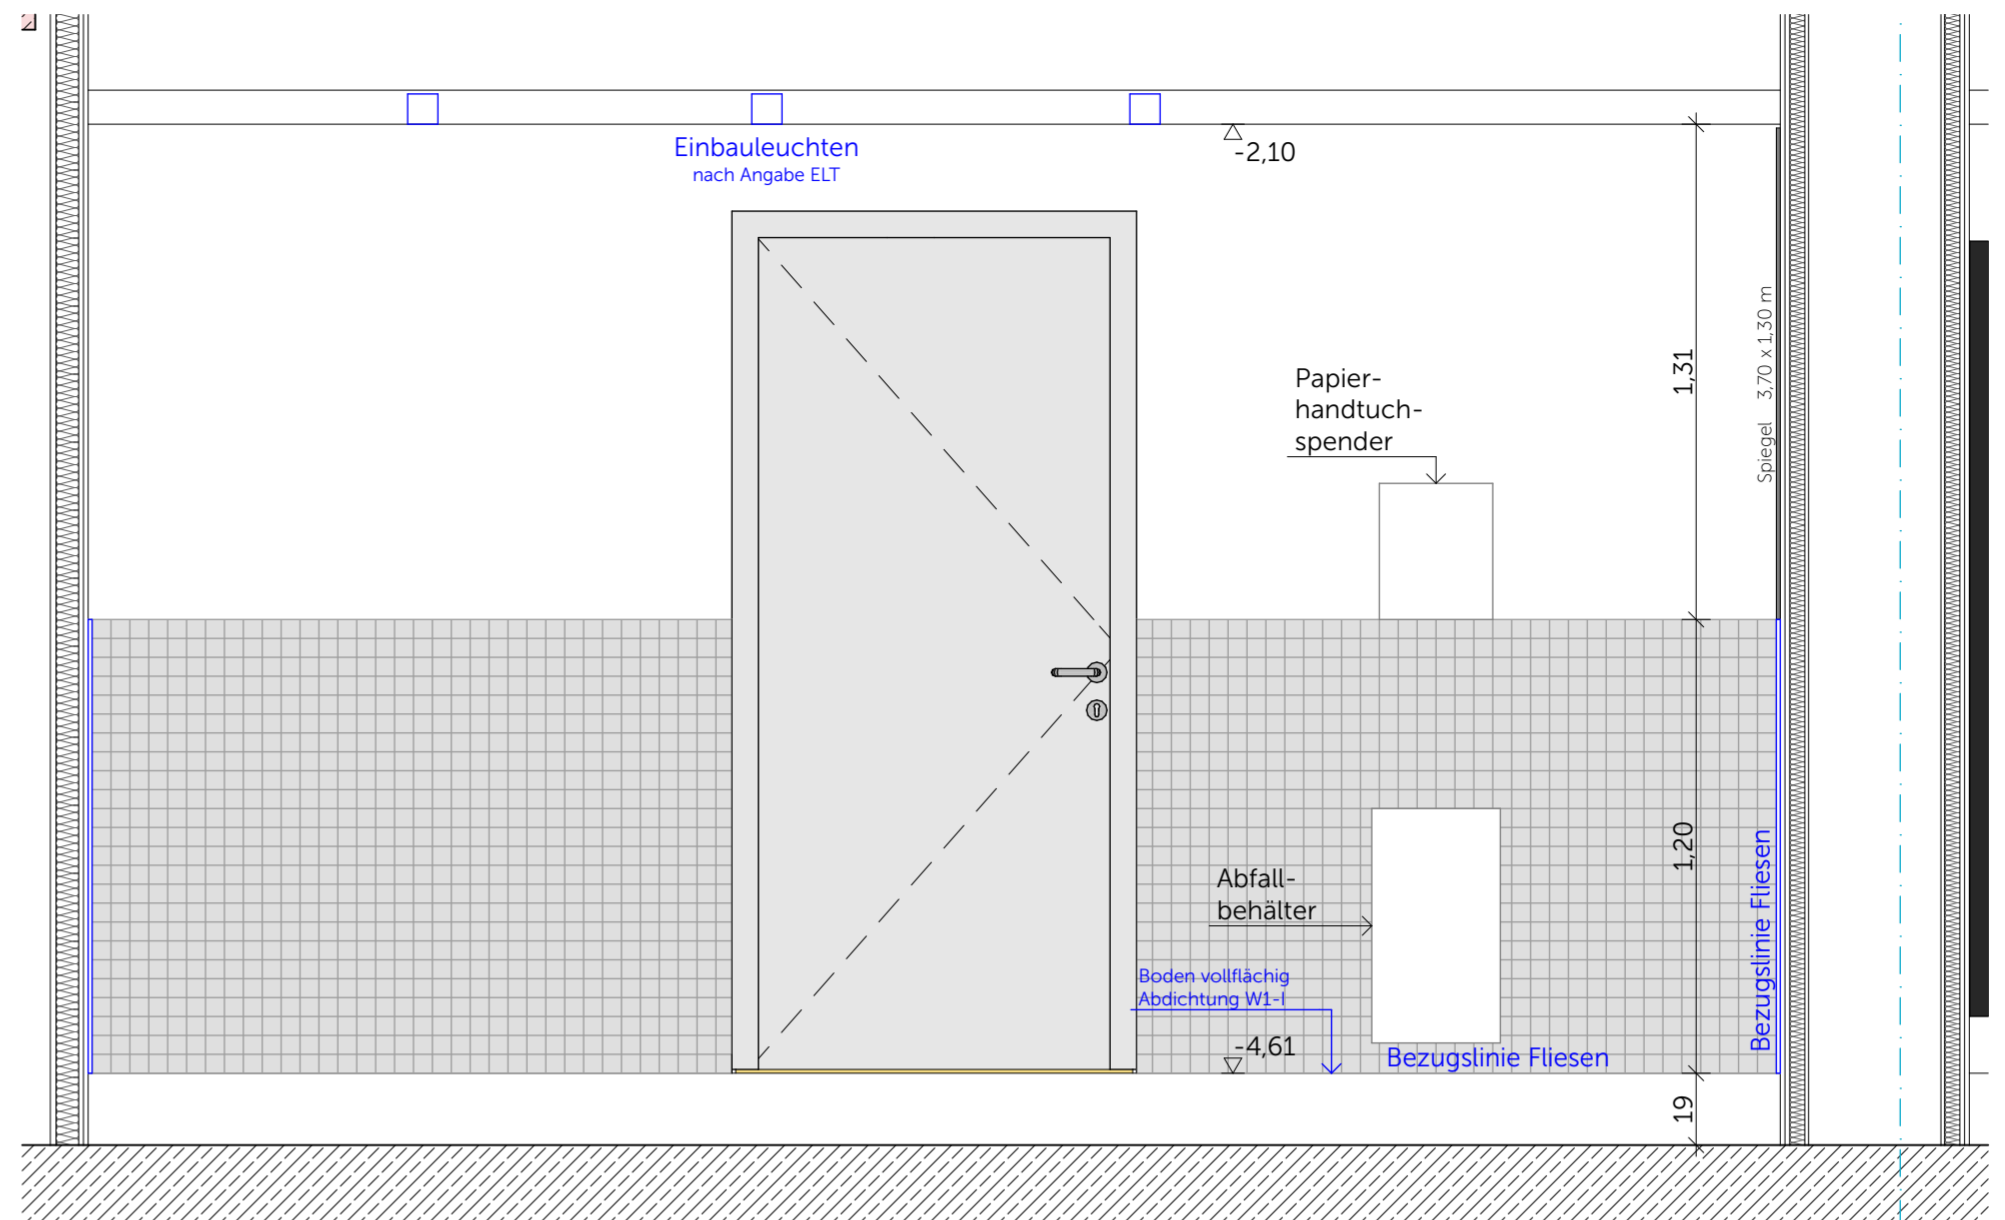 Einbauleuchten
nach Angabe ELT
-2,10
1,31
Spiegel 3,70 x 1,30 m
Papier-
handtuch-
spender
1,20
Abfall-
behälter
Bezugslinie Fliesen
Boden vollflächig
Abdichtung W1-I
-4,61
Bezugslinie Fliesen
19